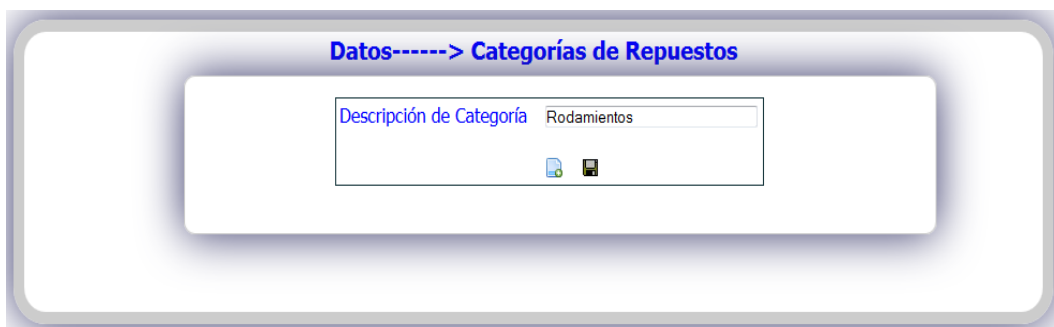 Datos------> Categorías de Repuestos
Descripción de Categoría Rodamientos